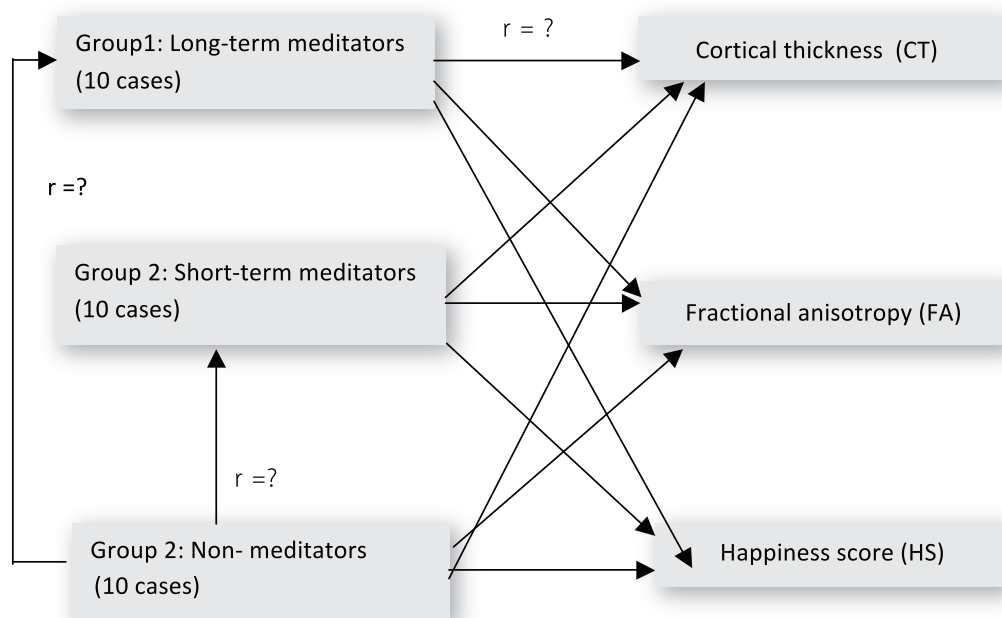 Group1: Long-term meditators
(10 cases)
r = ?
Cortical thickness (CT)
r =?
Group 2: Short-term meditators
(10 cases)
Fractional anisotropy (FA)
r =?
Group 2: Non- meditators
(10 cases)
Happiness score (HS)